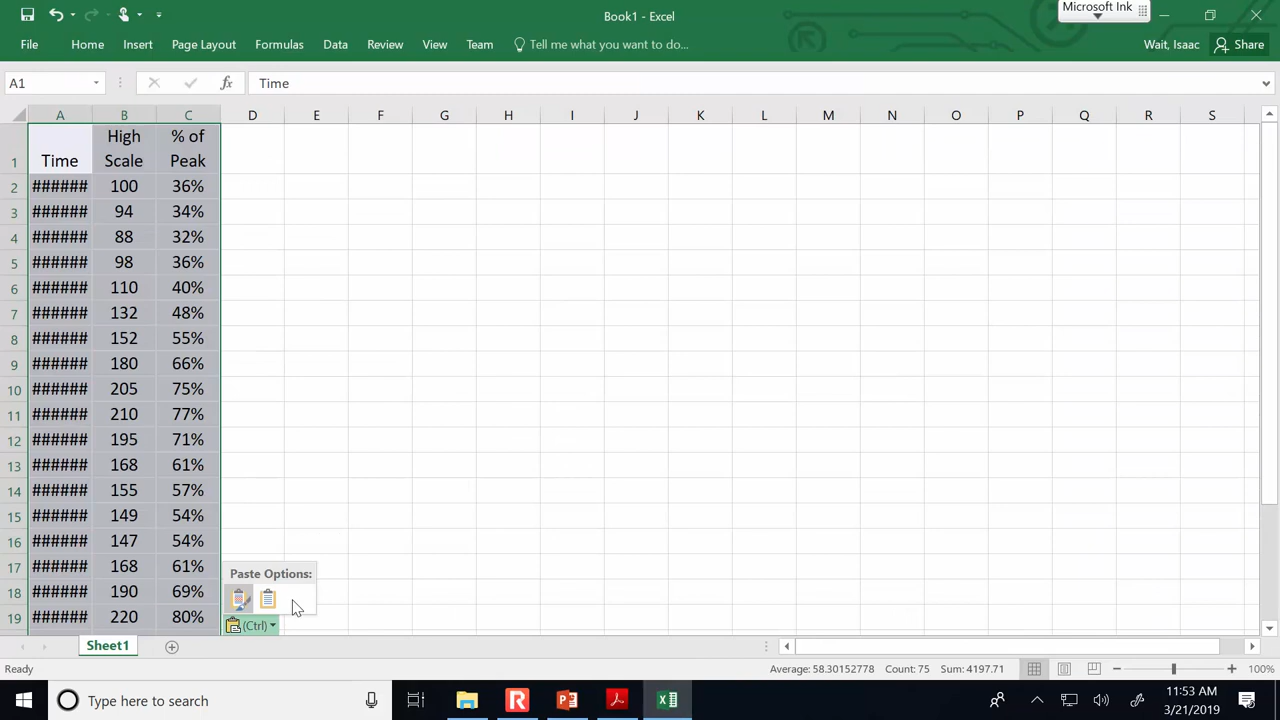 Book1 - Excel
Microsoft Ink
File Home Insert Page Layout Formulas Data Review View Team Tell me what you want to do... Wait, Isaac Share
A1 fx Time
A B C D E F G H I J K L M N O P Q R S
High % of
1 Time Scale Peak
2 ###### 100 36%
3 ###### 94 34%
4 ###### 88 32%
5 ###### 98 36%
6 ###### 110 40%
7 ###### 132 48%
8 ###### 152 55%
9 ###### 180 66%
10 ###### 205 75%
11 ###### 210 77%
12 ###### 195 71%
13 ###### 168 61%
14 ###### 155 57%
15 ###### 149 54%
16 ###### 147 54%
17 ###### 168 61%
Paste Options:
18 ###### 190 69%
19 ###### 220 80%
(Ctrl)
Sheet1
Ready Average: 58.30152778 Count: 75 Sum: 4197.71 100%
Type here to search
11:53 AM
3/21/2019